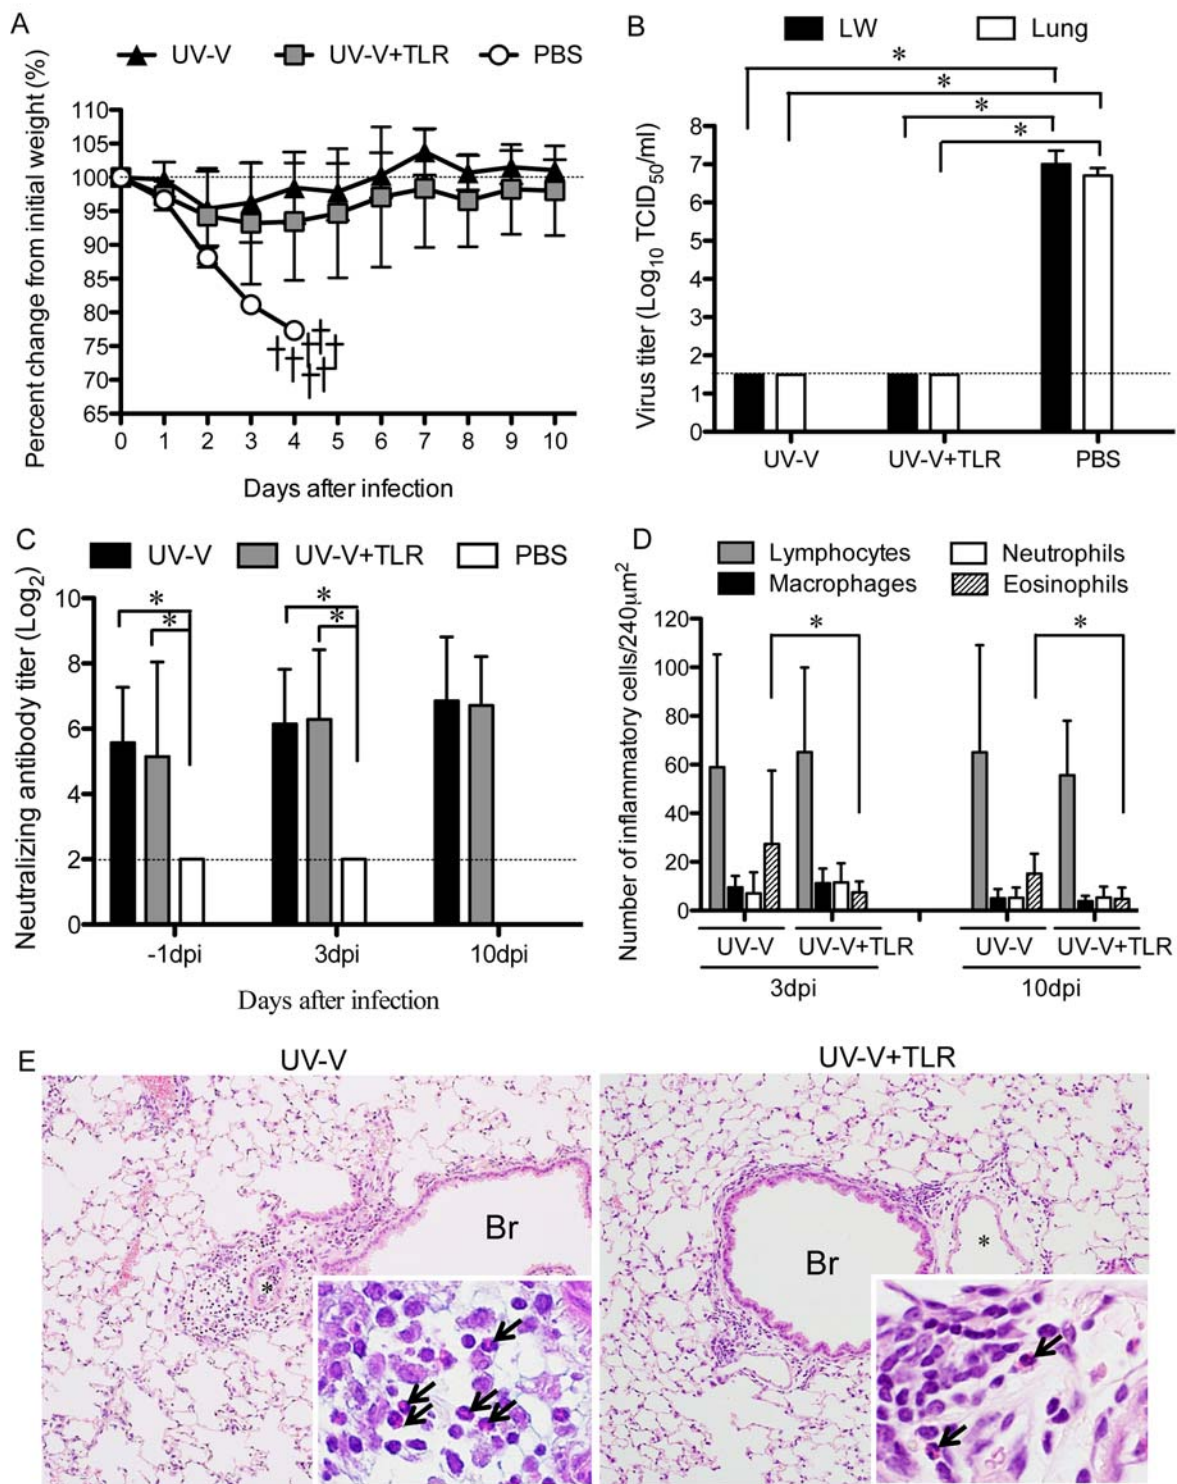 A
UV-V UV-V+TLR PBS
Percent change from initial weight (%)
110
105
100
95
90
85
80
75
70
65
0 1 2 3 4 5 6 7 8 9 10
Days after infection
B
LW Lung
* 
*
*
*
Virus titer (Log10 TCID50/ml)
8
7
6
5
4
3
2
1
0
UV-V UV-V+TLR PBS
C
UV-V UV-V+TLR PBS
Neutralizing antibody titer (Log2)
10
8
6
4
2
0
* *
* *
-1dpi 3dpi 10dpi
Days after infection
D
Lymphocytes Neutrophils
Macrophages Eosinophils
Number of inflammatory cells/240µm2
120
100
80
60
40
20
0
* *
UV-V UV-V+TLR UV-V UV-V+TLR
3dpi 10dpi
E
UV-V UV-V+TLR
Br
*
Br
*